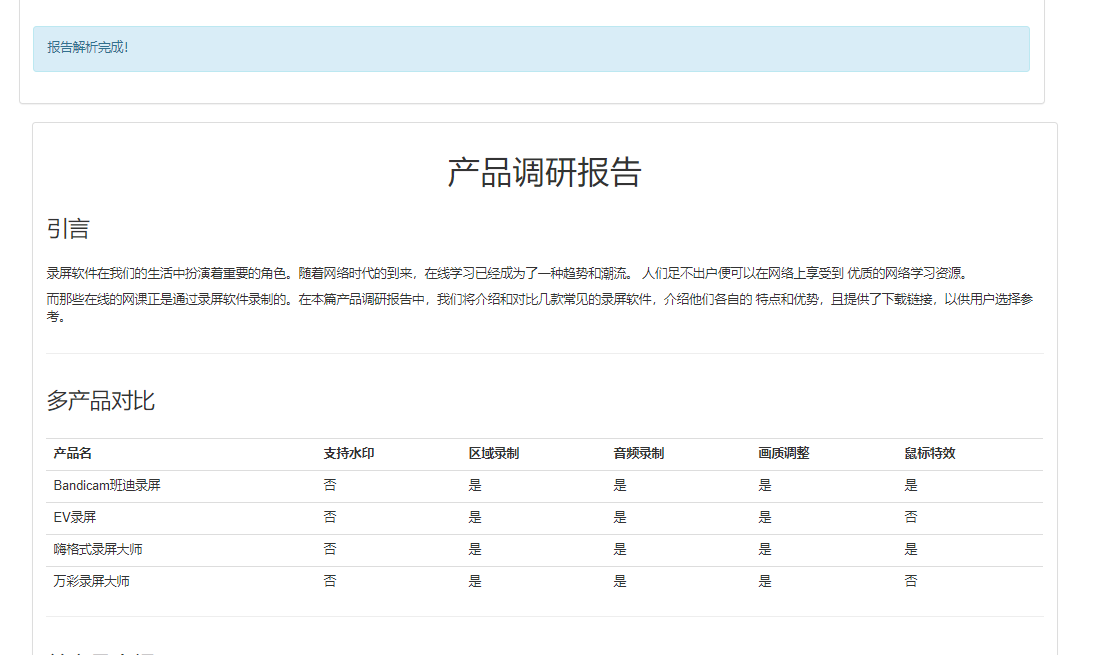 报告解析完成!
产品调研报告
引言
录屏软件在我们的生活中扮演着重要的角色。随着网络时代的到来，在线学习已经成为了一种趋势和潮流。 人们足不出户便可以在网络上享受到 优质的网络学习资源。
而那些在线的网课正是通过录屏软件录制的。在本篇产品调研报告中，我们将介绍和对比几款常见的录屏软件，介绍他们各自的 特点和优势，且提供了下载链接，以供用户选择参
考。
多产品对比
产品名 支持水印 区域录制 音频录制 画质调整 鼠标特效
Bandicam班迪录屏 否 是 是 是 是
EV录屏 否 是 是 是 否
嗨格式录屏大师 否 是 是 是 是
万彩录屏大师 否 是 是 是 否